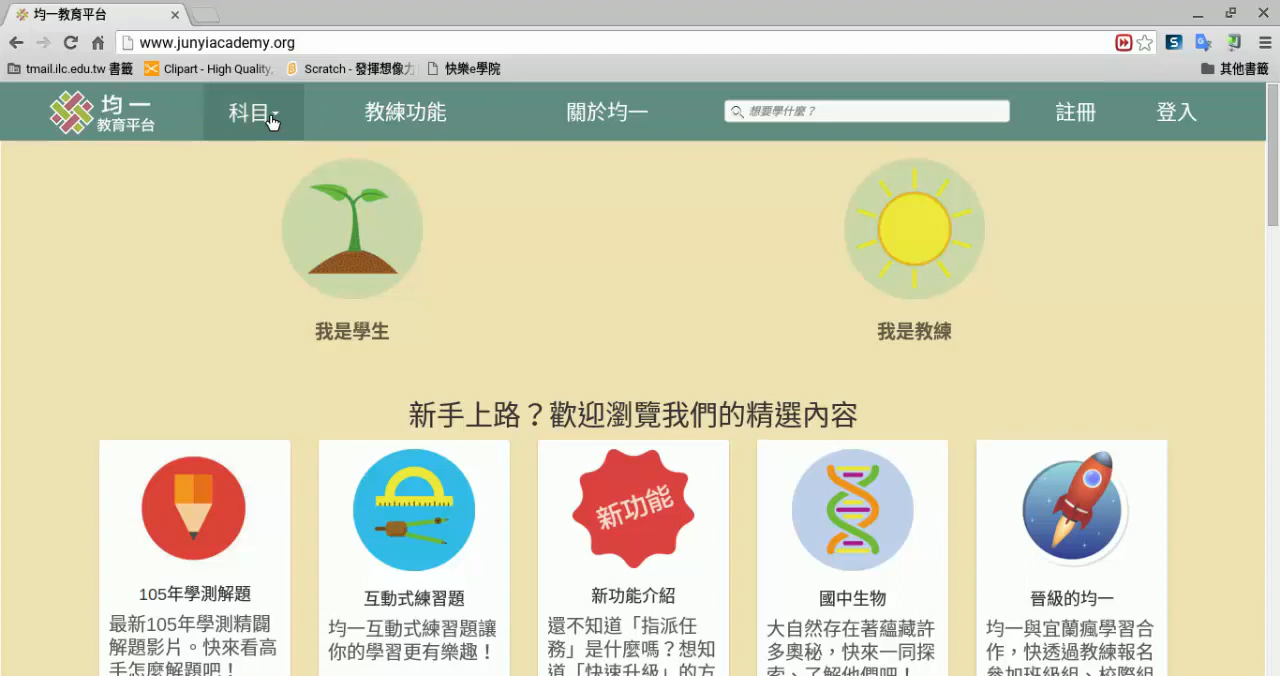 均一教育平台
www.junyiacademy.org
tmail.ilc.edu.tw 書籤
Clipart - High Quality,
Scratch - 發揮想像力
快樂e學院
其他書籤
均一
教育平台
科目
教練功能
關於均一
想要學什麼？
註冊
登入
我是學生
我是教練
新手上路？歡迎瀏覽我們的精選內容
新功能
105年學測解題
最新105年學測精闢
解題影片。快來看高
手怎麼解題吧！
互動式練習題
均一互動式練習題讓
你的學習更有樂趣！
新功能介紹
還不知道「指派任
務」是什麼嗎？想知
道「快速升級」的方
國中生物
大自然存在著蘊藏許
多奧秘，快來一同探
索、了解他們吧！
晉級的均一
均一與宜蘭瘋學習合
作，快透過教練報名
參加班級組、校際組